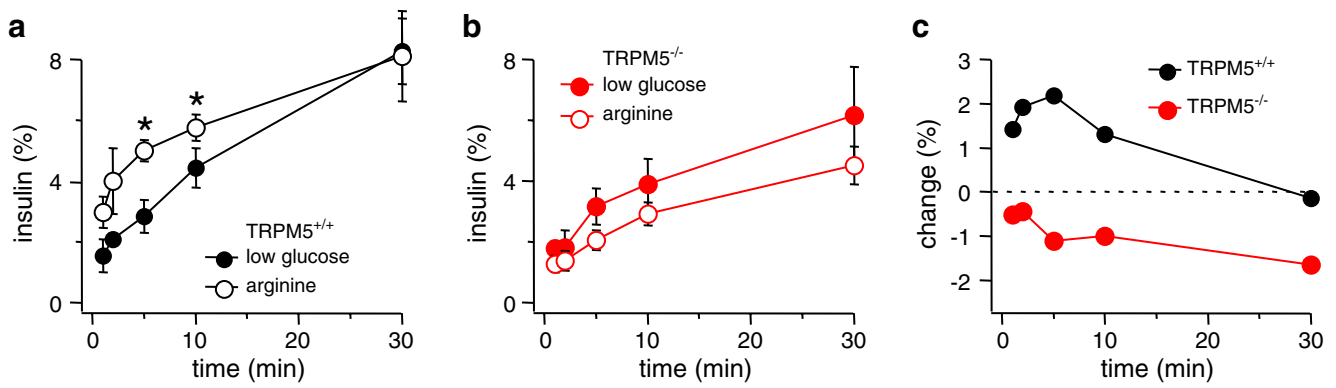 a
insulin (%)
8
4
0
* *
TRPM5+/+
low glucose
arginine
0 10 20 30
time (min)
b
insulin (%)
8
4
0
TRPM5-/-
low glucose
arginine
0 10 20 30
time (min)
c
change (%)
3
2
1
0
-1
-2
TRPM5+/+
TRPM5-/-
0 10 20 30
time (min)